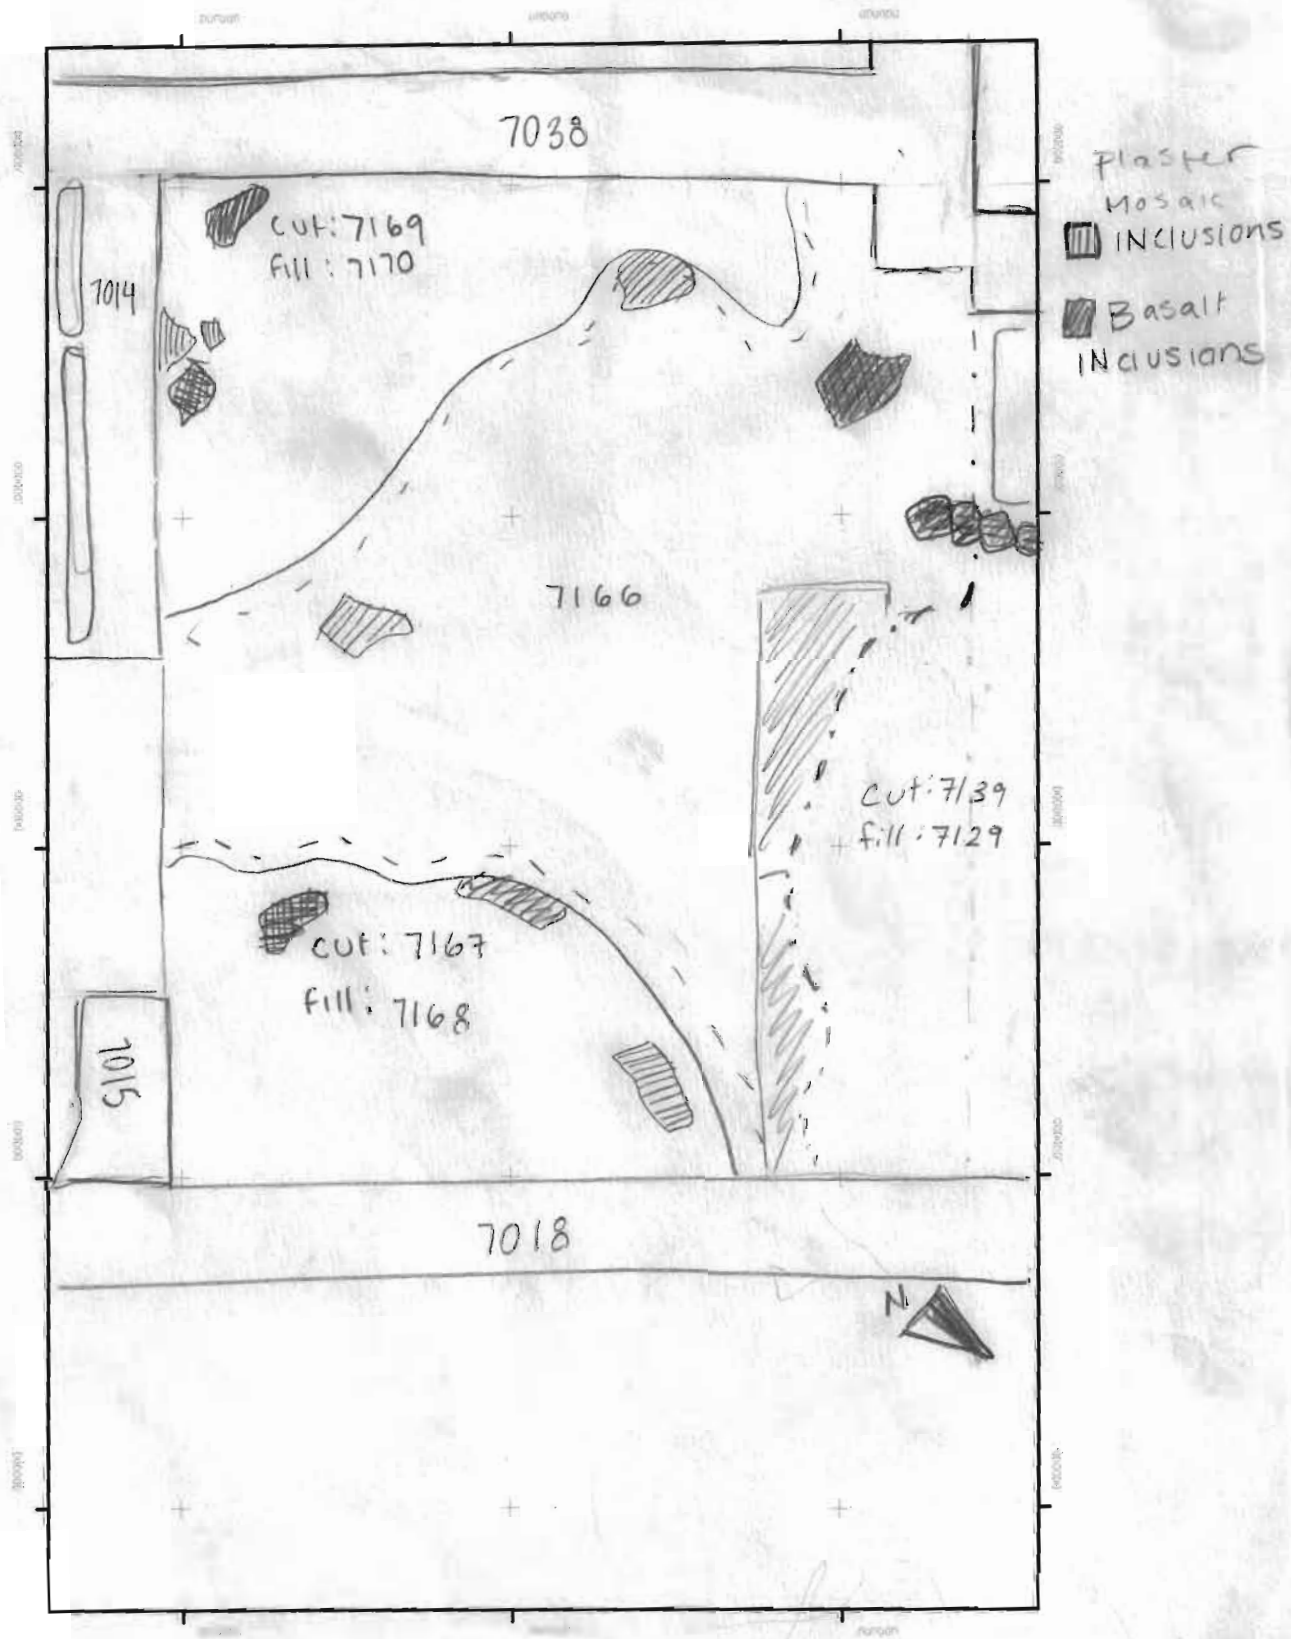 7038
plaster
Mosaic
INclusions
Basalt
INclusions
cut: 7169
fill: 7170
7014
7166
cut: 7139
fill: 7129
cut: 7167
fill: 7168
7015
7018
N